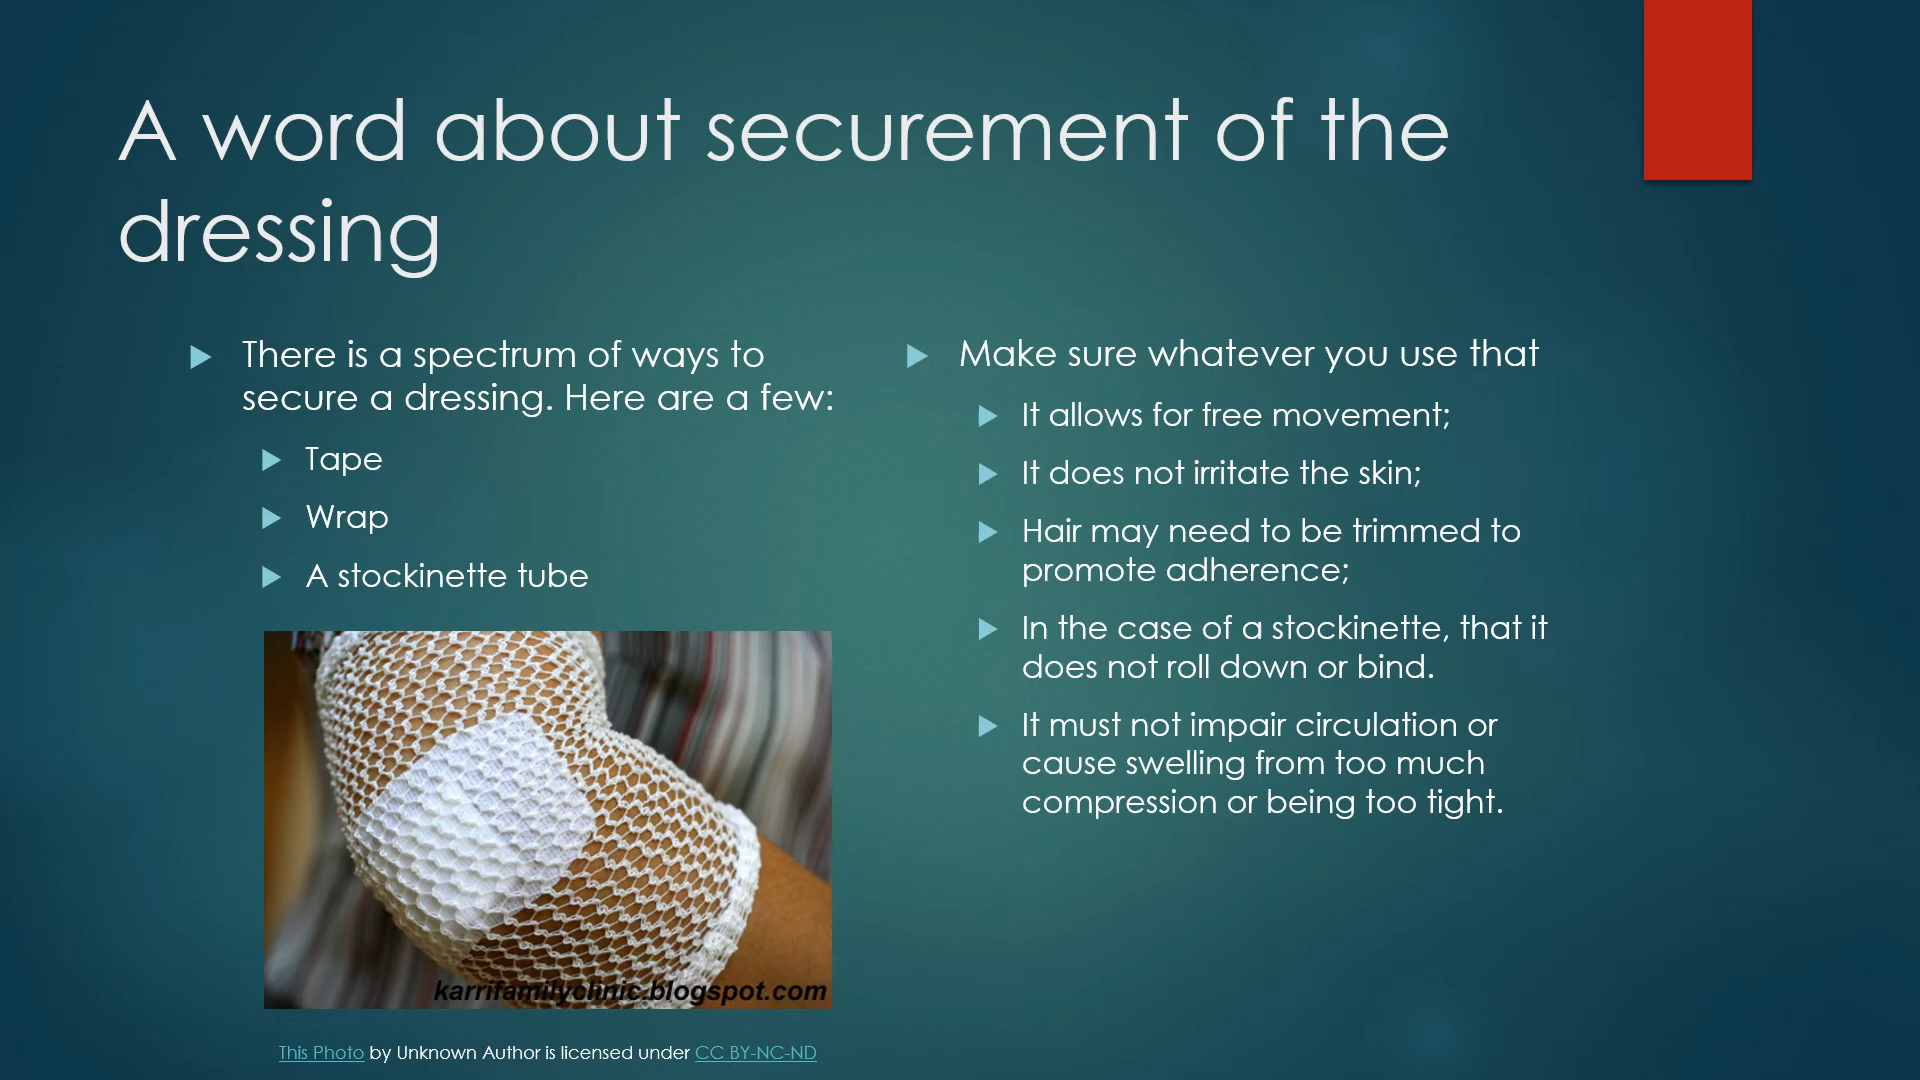 A word about securement of the
dressing
There is a spectrum of ways to
secure a dressing. Here are a few:
Tape
Wrap
A stockinette tube
karrifamilyclinic.blogspot.com
This Photo by Unknown Author is licensed under CC BY-NC-ND
Make sure whatever you use that
It allows for free movement;
It does not irritate the skin;
Hair may need to be trimmed to
promote adherence;
In the case of a stockinette, that it
does not roll down or bind.
It must not impair circulation or
cause swelling from too much
compression or being too tight.